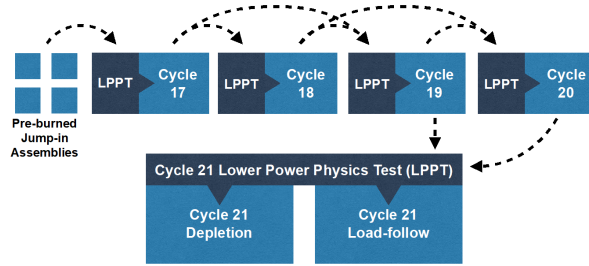 LPPT
Cycle
17
LPPT
Cycle
18
LPPT
Cycle
19
LPPT
Cycle
20
Pre-burned
Jump-in
Assemblies
Cycle 21 Lower Power Physics Test (LPPT)
Cycle 21
Depletion
Cycle 21
Load-follow